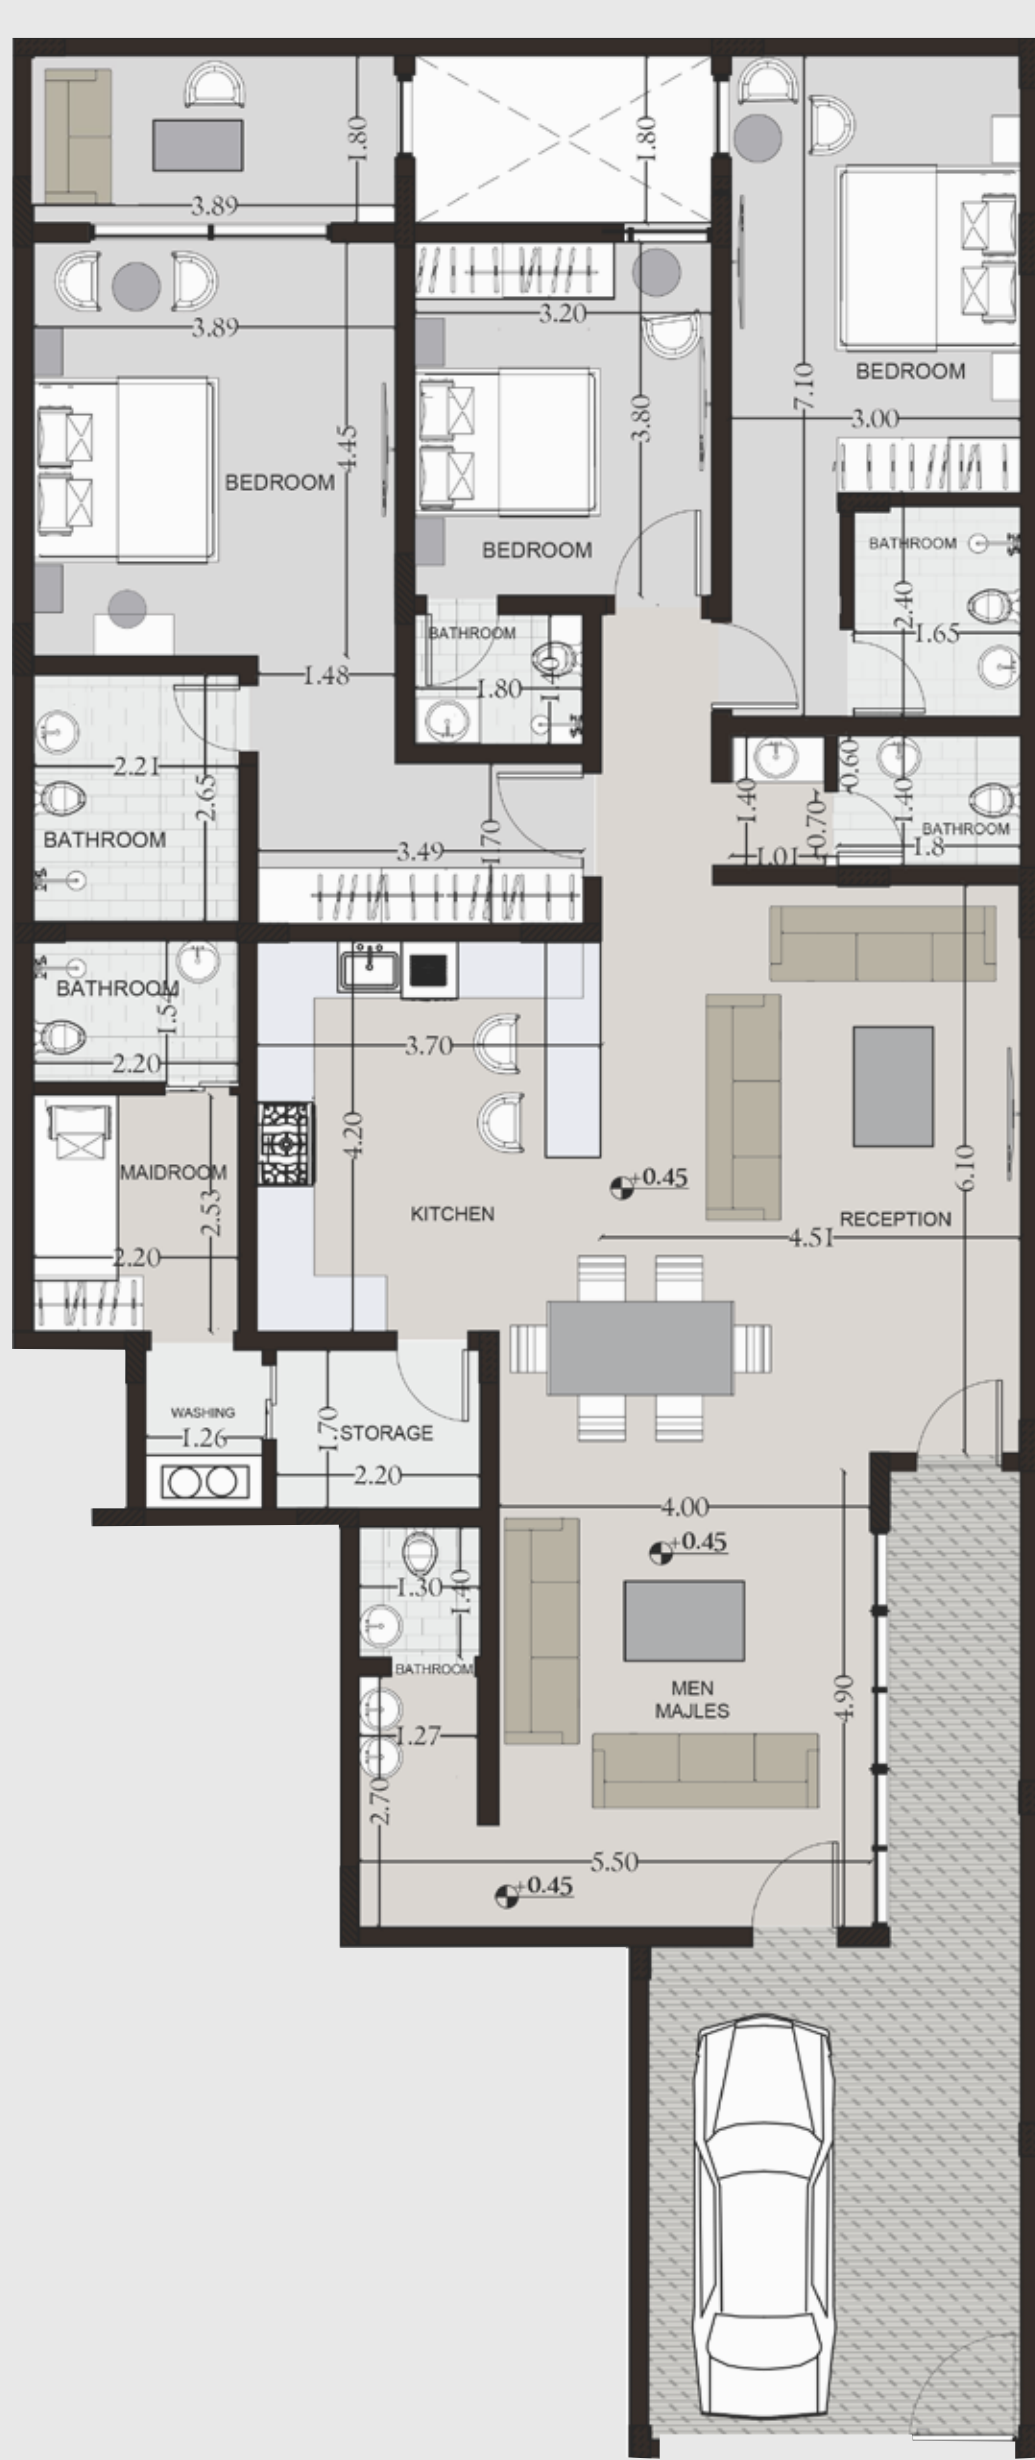 1.80
1.80
3.89
3.89
3.20
BEDROOM
7.10
3.00
3.80
4.45
BEDROOM
BEDROOM
BATHROOM
2.40
1.65
BATHROOM
1.40
1.80
1.48
2.21
2.65
BATHROOM
0.60
1.40
1.40
0.70
BATHROOM
1.8
1.01
1.70
3.49
BATHROOM
1.54
2.20
3.70
4.20
MAIDROOM
2.53
2.20
KITCHEN
+0.45
6.10
RECEPTION
4.51
WASHING
1.26
1.70
STORAGE
2.20
4.00
+0.45
1.30
1.40
BATHROOM
MEN
MAJLES
4.90
1.27
2.70
5.50
+0.45